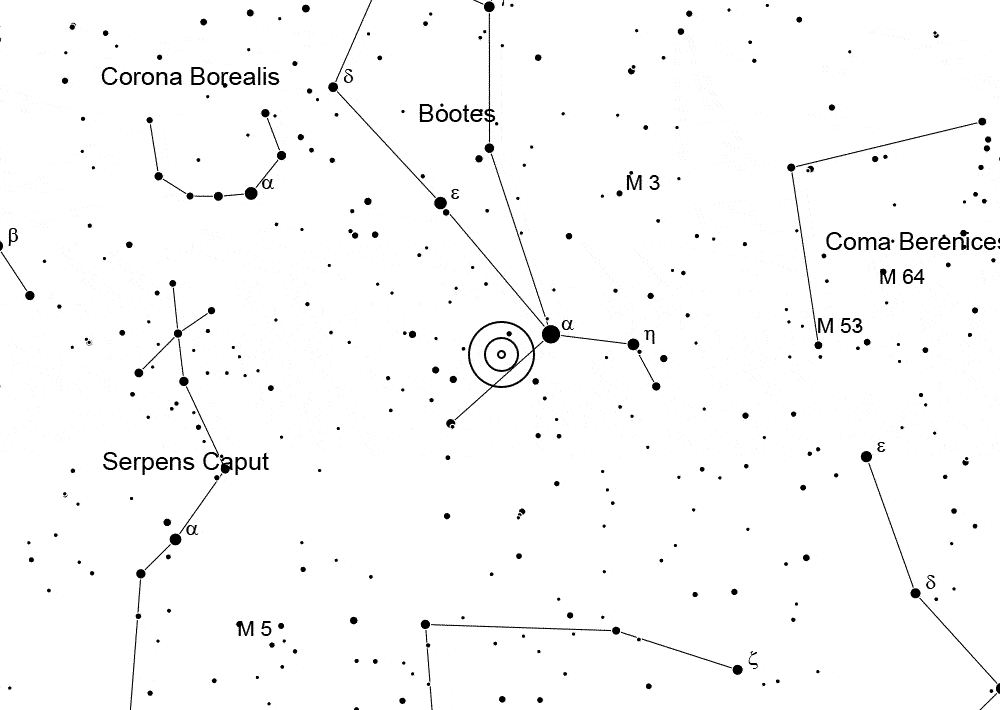 δ
Corona Borealis
Bootes
α
M 3
ε
β
Coma Berenices
M 64
α
M 53
η
ε
Serpens Caput
α
δ
M 5
ζ